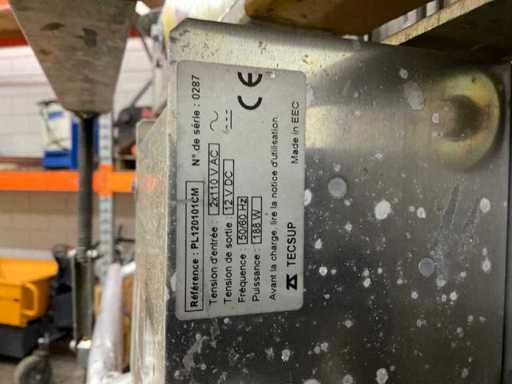 Référence : PL120101CM N° de série : 0287
Tension d'entrée : 2x110 V AC
Tension de sortie : 12 V DC
Fréquence : 50/60 Hz
Puissance : 188 W
Avant la charge, lire la notice d'utilisation.
TECSUP Made in EEC
CE